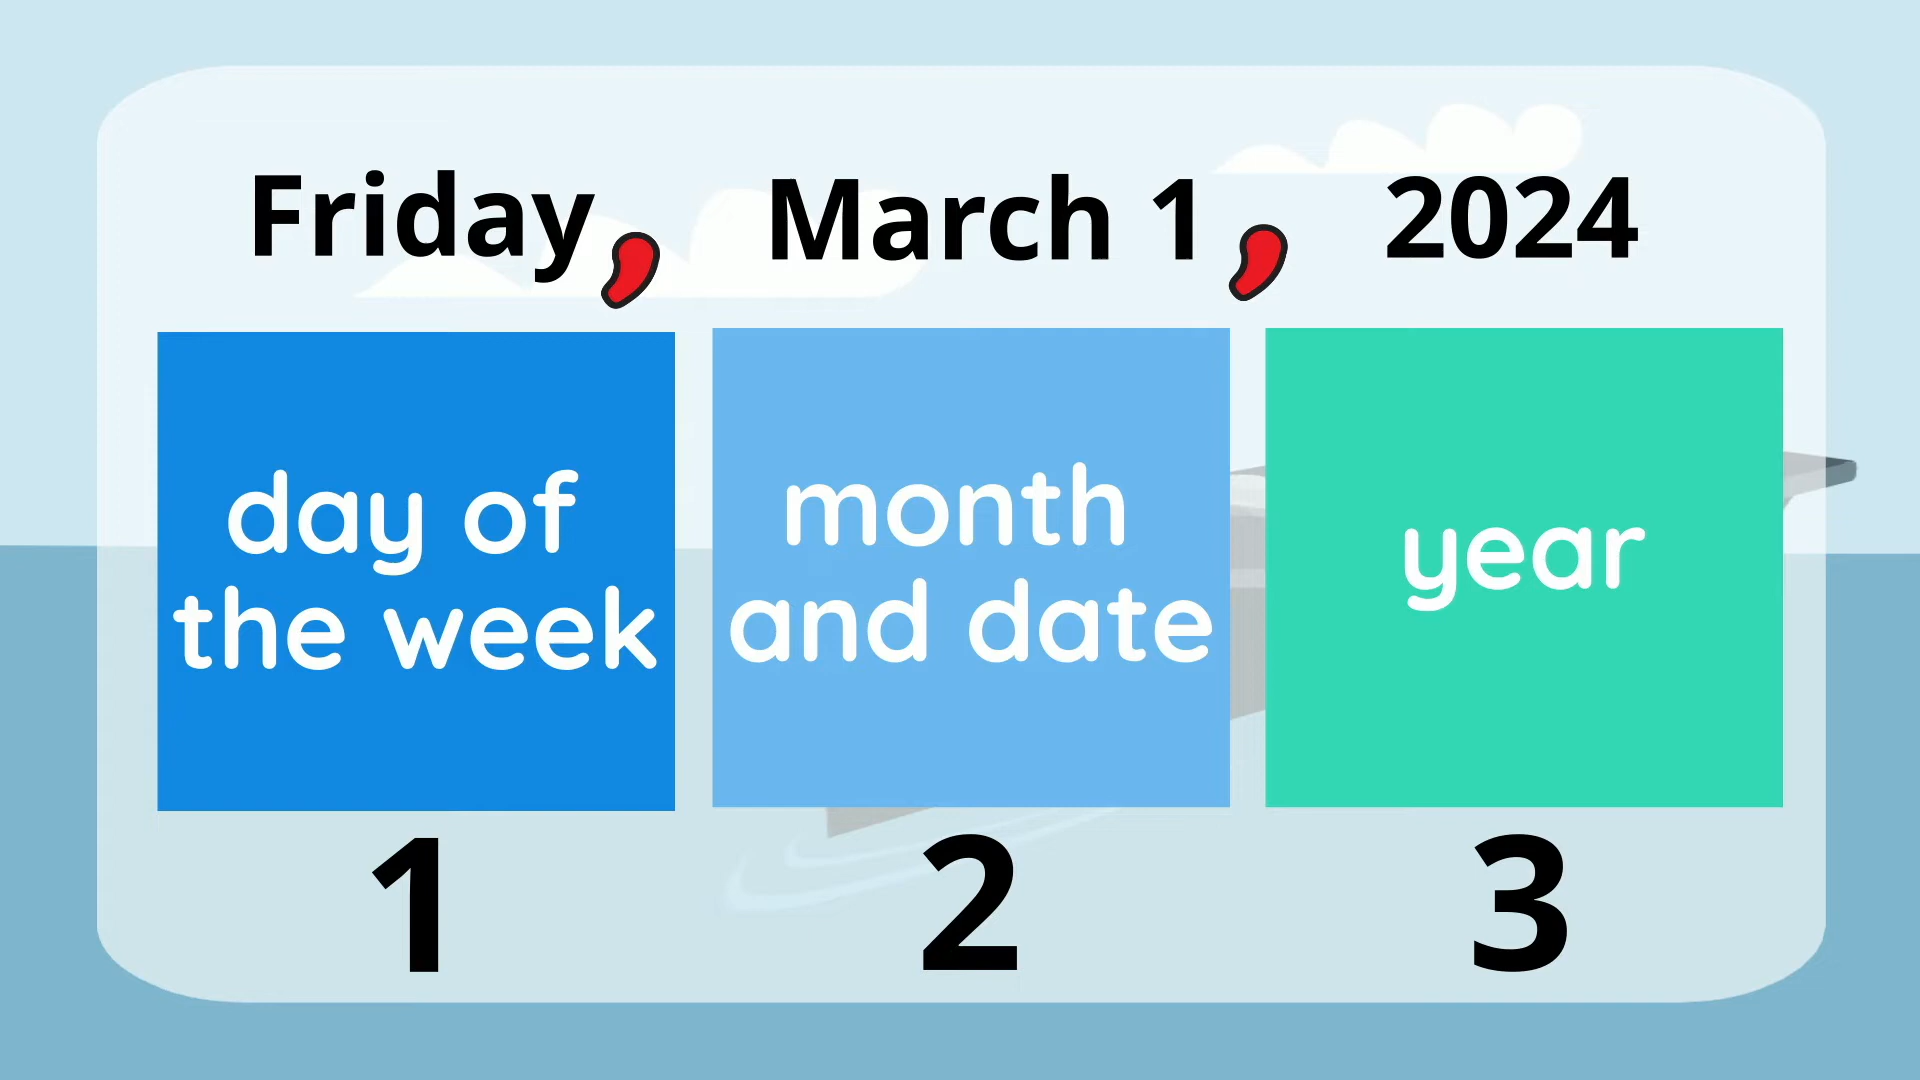 Friday, March 1, 2024
day of
the week
month
and date
year
1 2 3